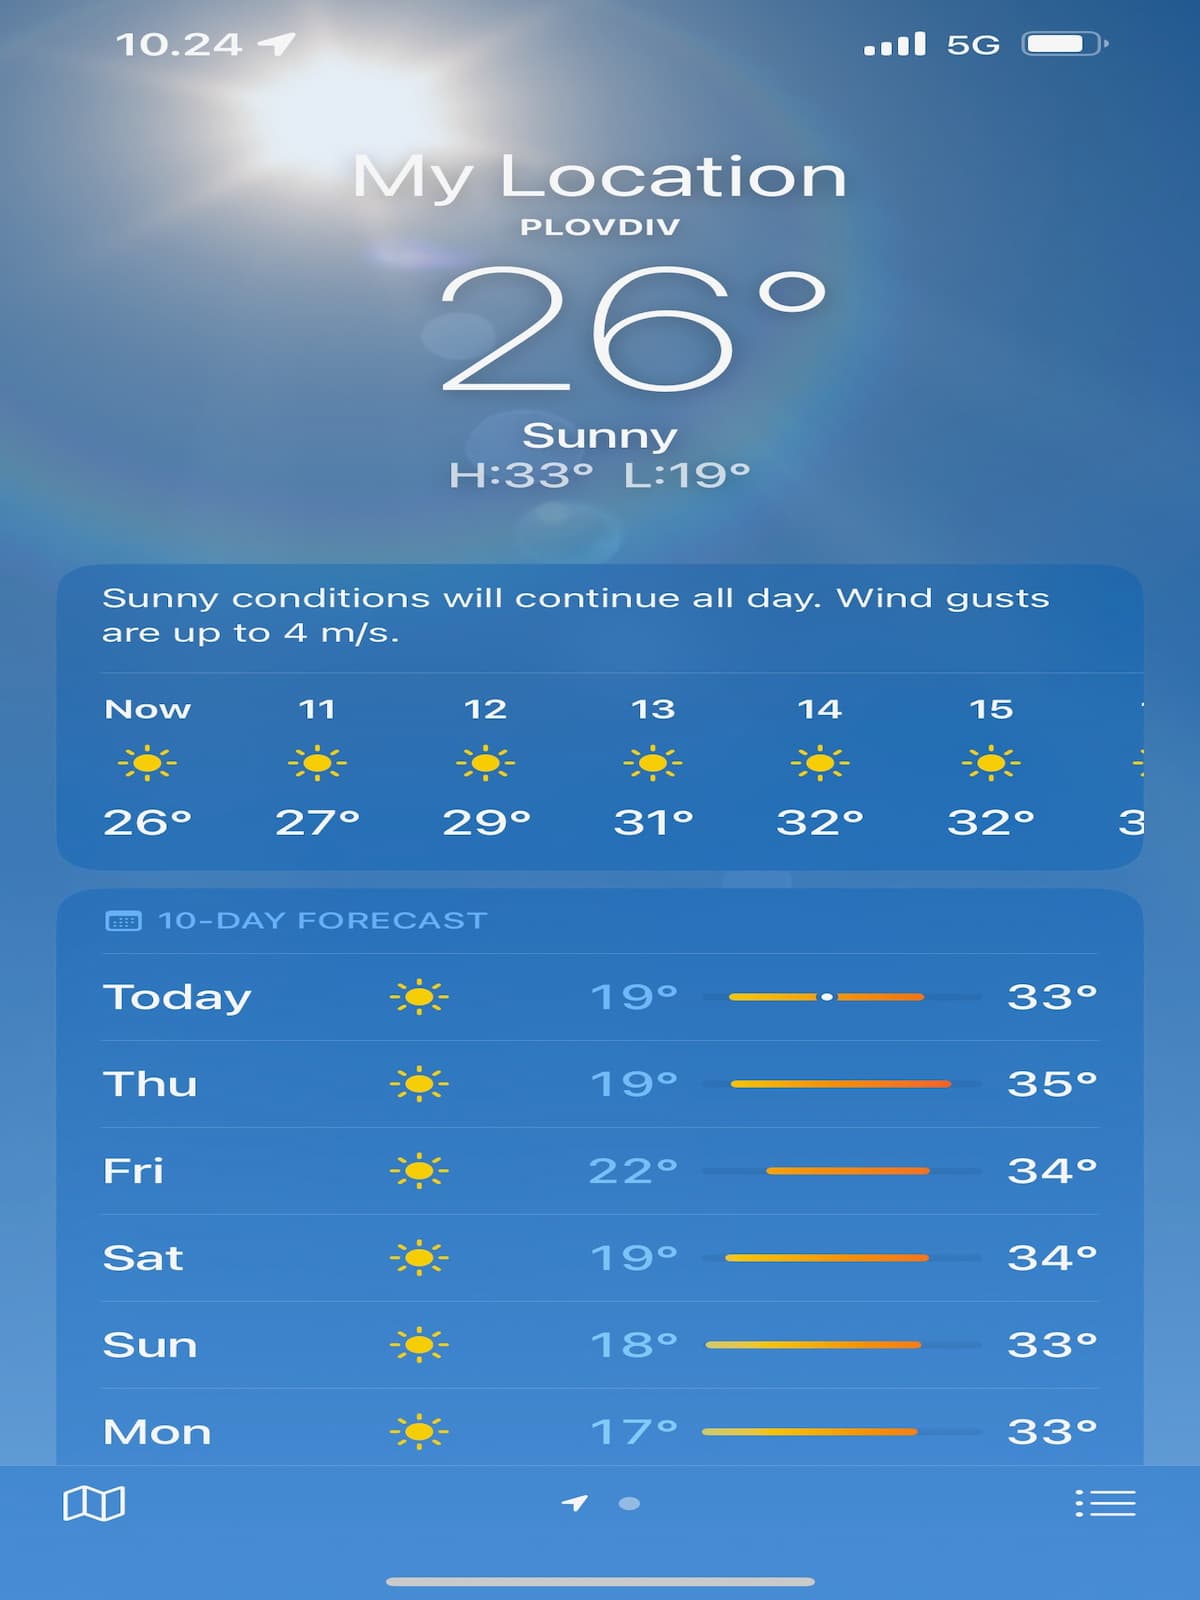 10.24 5G
My Location
PLOVDIV
26°
Sunny
H:33° L:19°
Sunny conditions will continue all day. Wind gusts
are up to 4 m/s.
Now 11 12 13 14 15
26° 27° 29° 31° 32° 32° 3
10-DAY FORECAST
Today 19° 33°
Thu 19° 35°
Fri 22° 34°
Sat 19° 34°
Sun 18° 33°
Mon 17° 33°